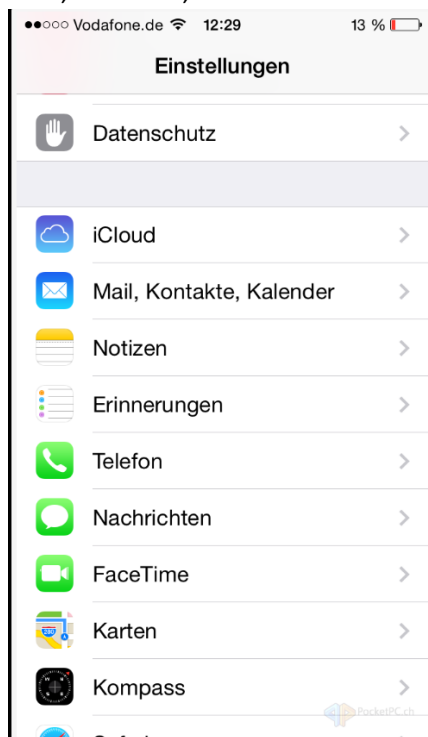 Vodafone.de 12:29 13 %
Einstellungen
Datenschutz
iCloud
Mail, Kontakte, Kalender
Notizen
Erinnerungen
Telefon
Nachrichten
FaceTime
Karten
280
Kompass
PocketPC.ch